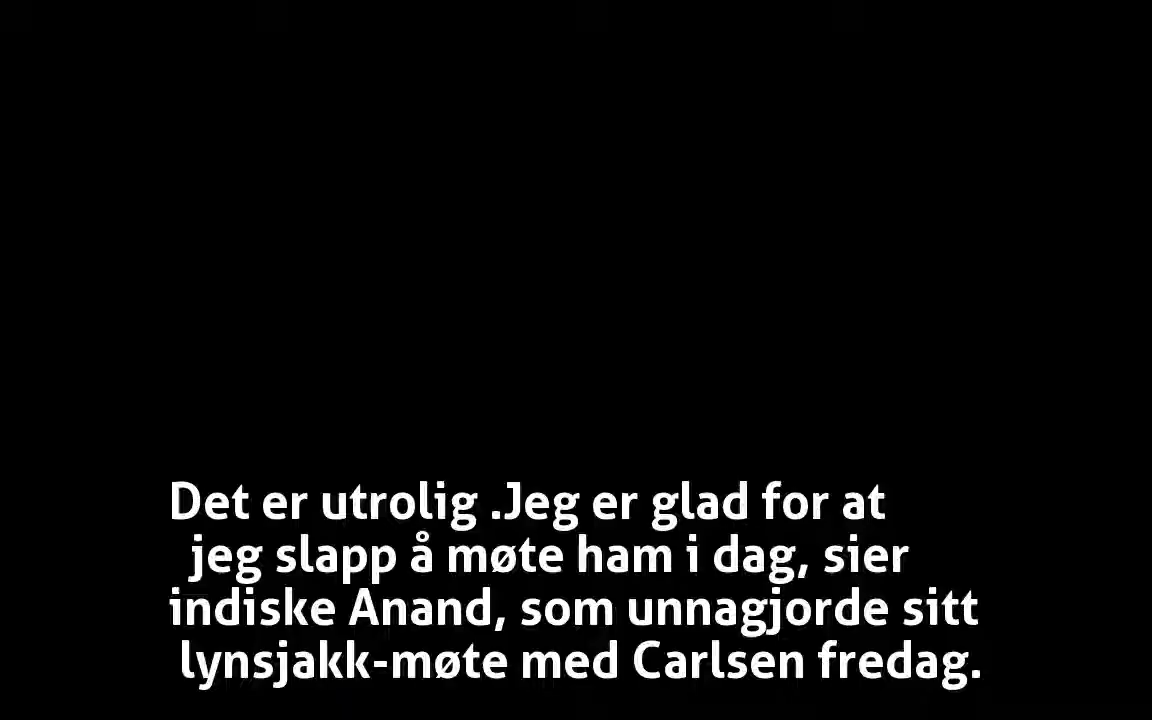 Det er utrolig .Jeg er glad for at
jeg slapp å møte ham i dag, sier
indiske Anand, som unnagjorde sitt
lynsjakk-møte med Carlsen fredag.